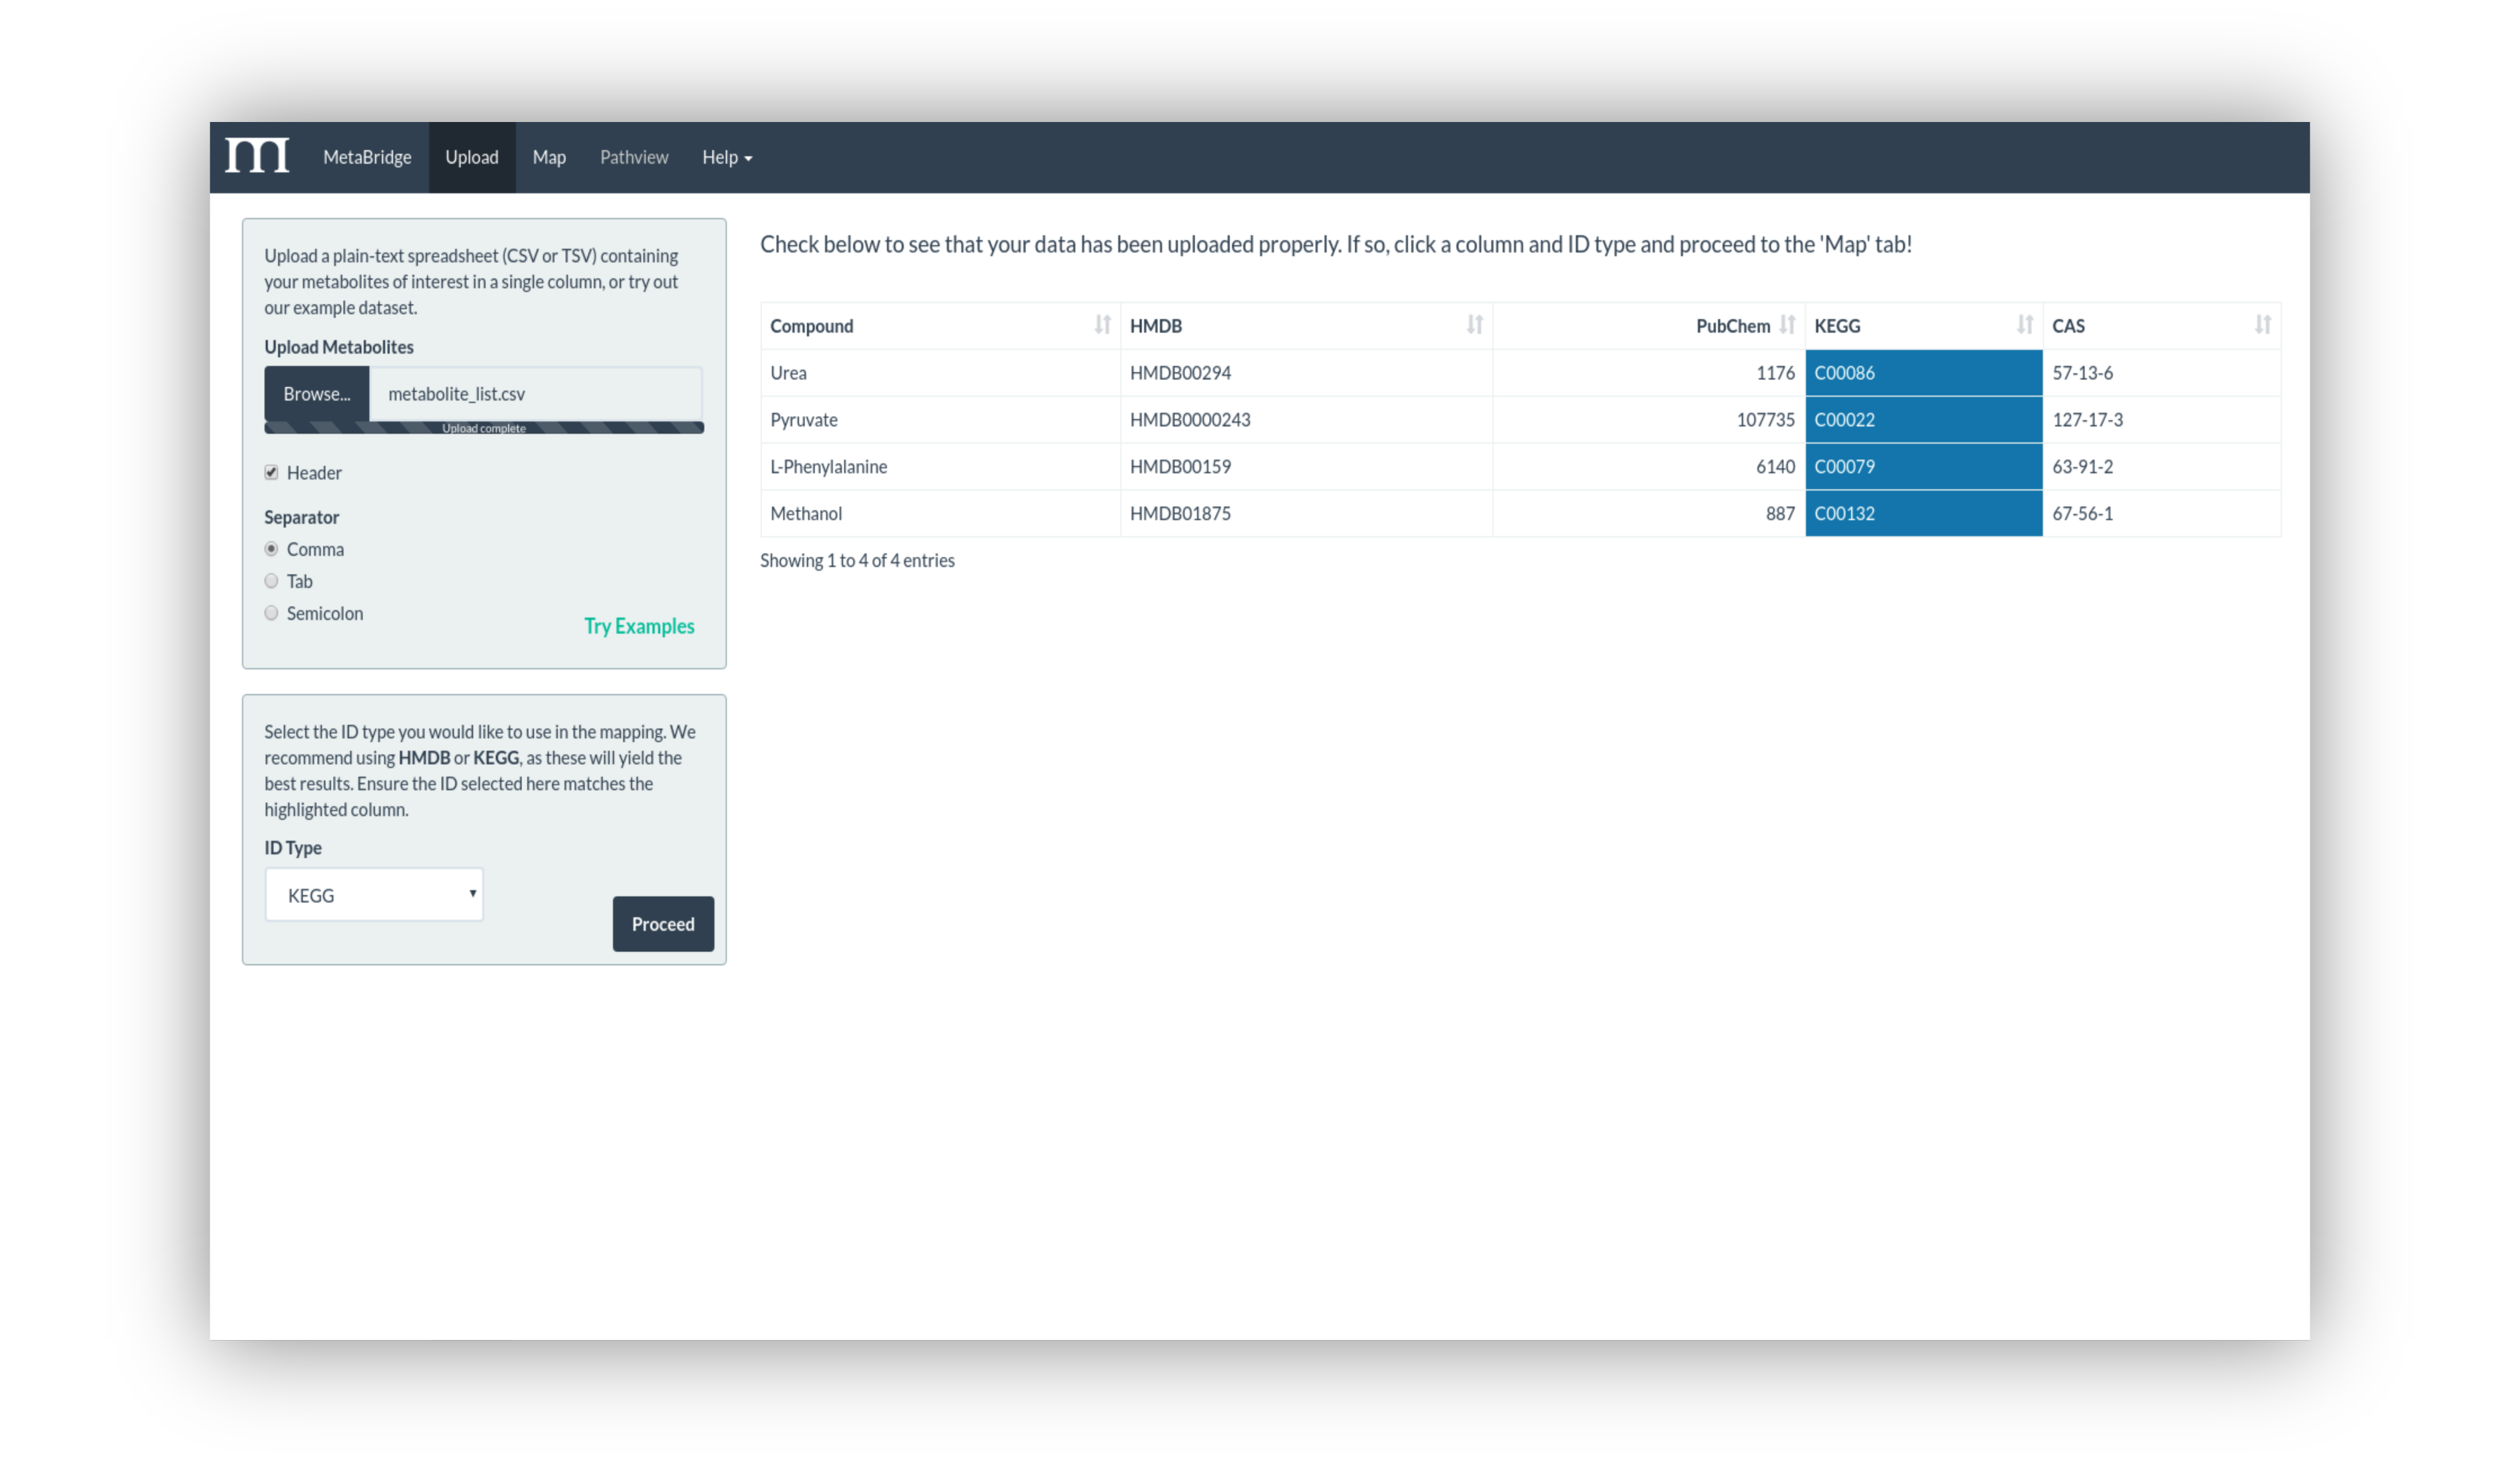 m MetaBridge Upload Map Pathview Help
Upload a plain-text spreadsheet (CSV or TSV) containing
your metabolites of interest in a single column, or try out
our example dataset.
Upload Metabolites
Browse... metabolite_list.csv
Upload complete
Header
Separator
Comma
Tab
Semicolon
Try Examples
Select the ID type you would like to use in the mapping. We
recommend using HMDB or KEGG, as these will yield the
best results. Ensure the ID selected here matches the
highlighted column.
ID Type
KEGG
Proceed
Check below to see that your data has been uploaded properly. If so, click a column and ID type and proceed to the 'Map' tab!
Compound HMDB PubChem KEGG CAS
Urea HMDB00294 1176 C00086 57-13-6
Pyruvate HMDB0000243 107735 C00022 127-17-3
L-Phenylalanine HMDB00159 6140 C00079 63-91-2
Methanol HMDB01875 887 C00132 67-56-1
Showing 1 to 4 of 4 entries